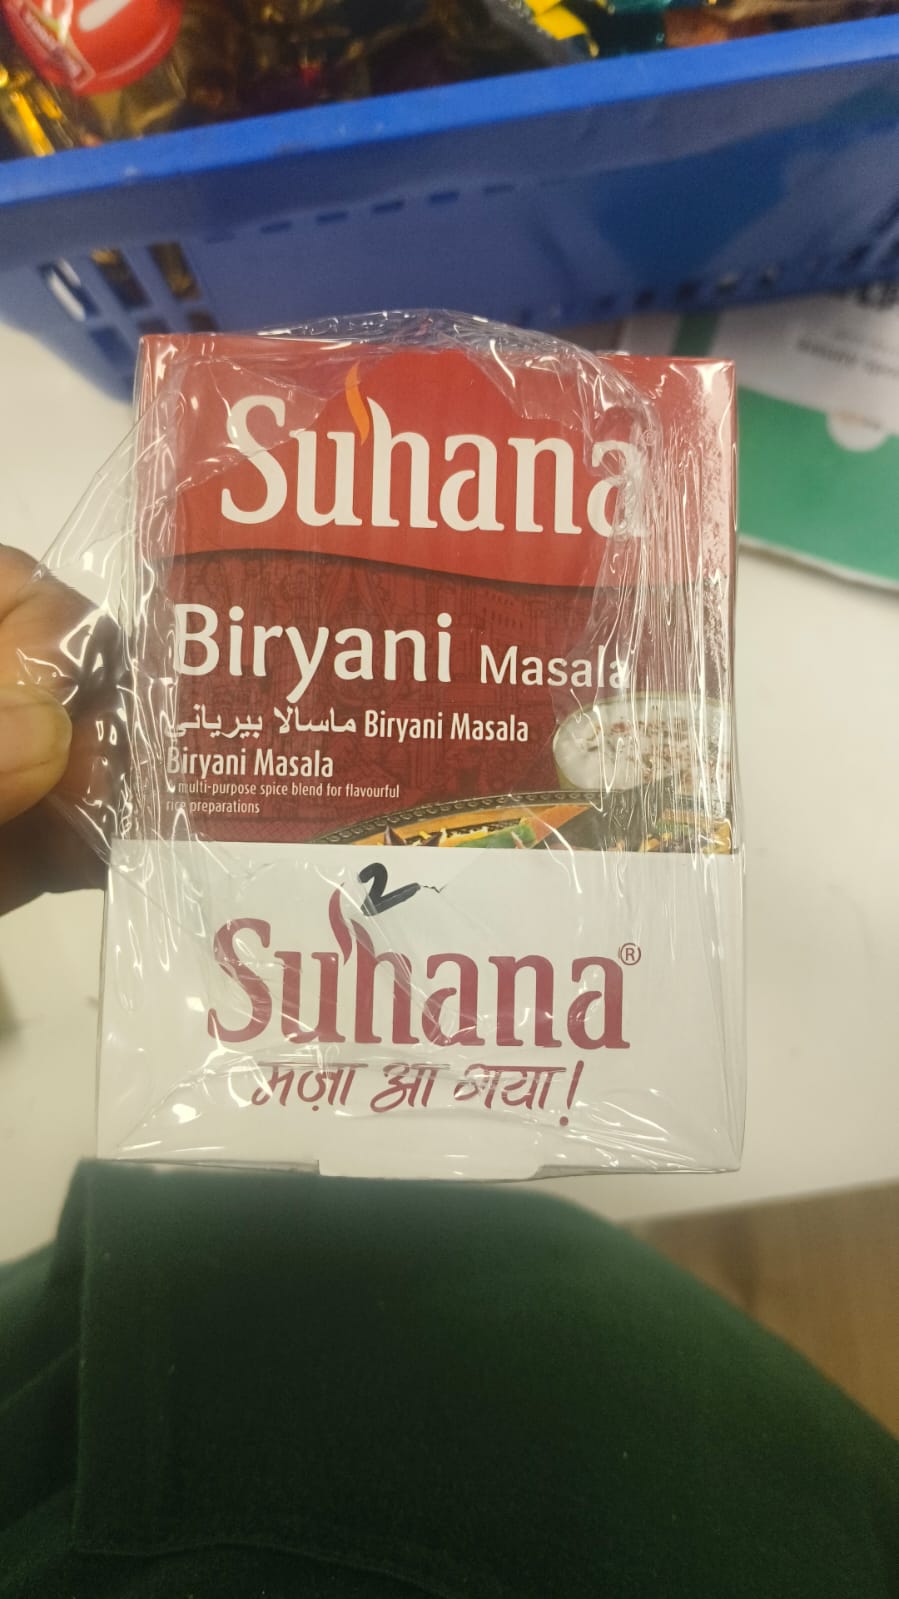 Suhana
Biryani Masala
ماسالا بيرياني Biryani Masala
Biryani Masala
multi-purpose spice blend for flavourful
rice preparations
2
Suhana®
मज़ा आ गया!